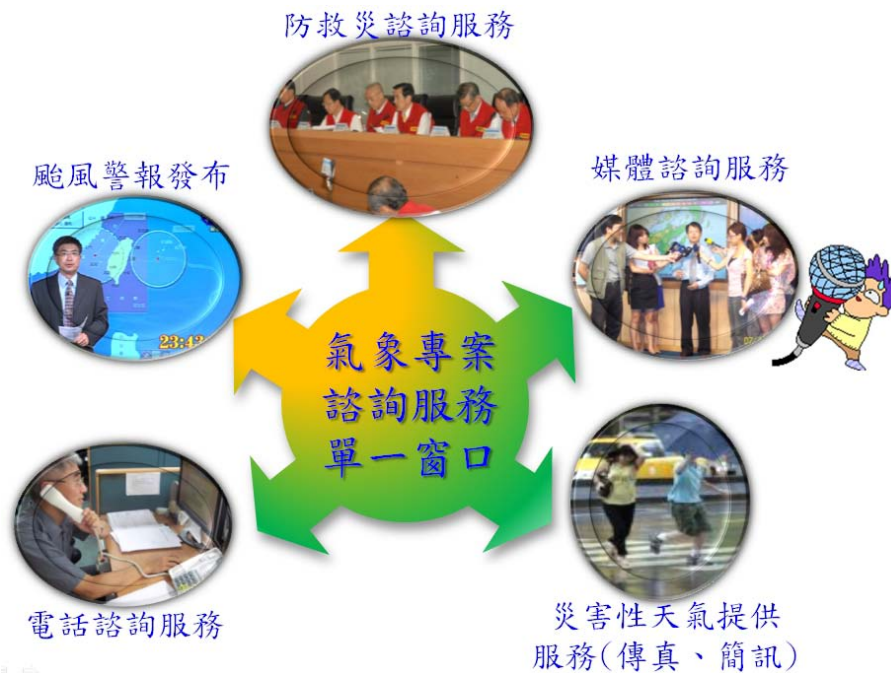 防救災諮詢服務
颱風警報發布
媒體諮詢服務
23:43
氣象專案
諮詢服務
單一窗口
電話諮詢服務
災害性天氣提供
服務(傳真、簡訊)